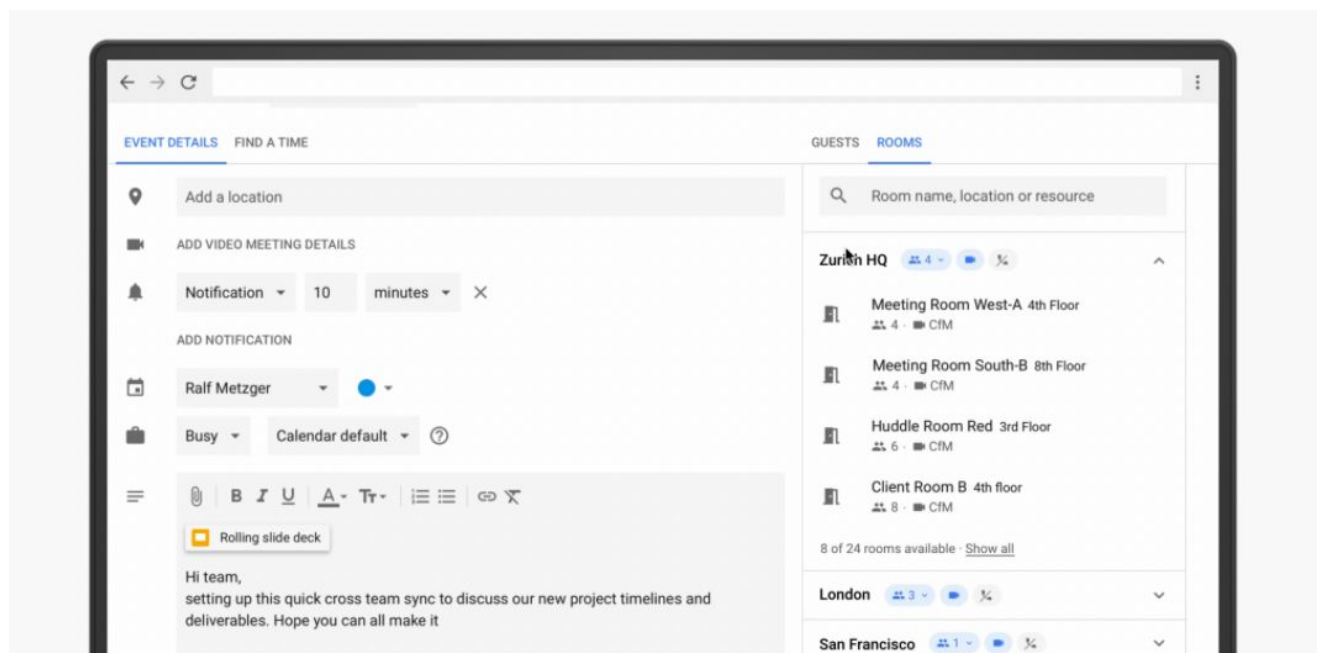 EVENT DETAILS FIND A TIME
Add a location
ADD VIDEO MEETING DETAILS
Notification 10 minutes
ADD NOTIFICATION
Ralf Metzger
Busy Calendar default
B I U A TT
Rolling slide deck
Hi team,
setting up this quick cross team sync to discuss our new project timelines and
deliverables. Hope you can all make it
GUESTS ROOMS
Room name, location or resource
Zurich HQ 4
Meeting Room West-A 4th Floor
4 · CfM
Meeting Room South-B 8th Floor
4 · CfM
Huddle Room Red 3rd Floor
6 · CfM
Client Room B 4th floor
8 · CfM
8 of 24 rooms available · Show all
London 3
San Francisco 1